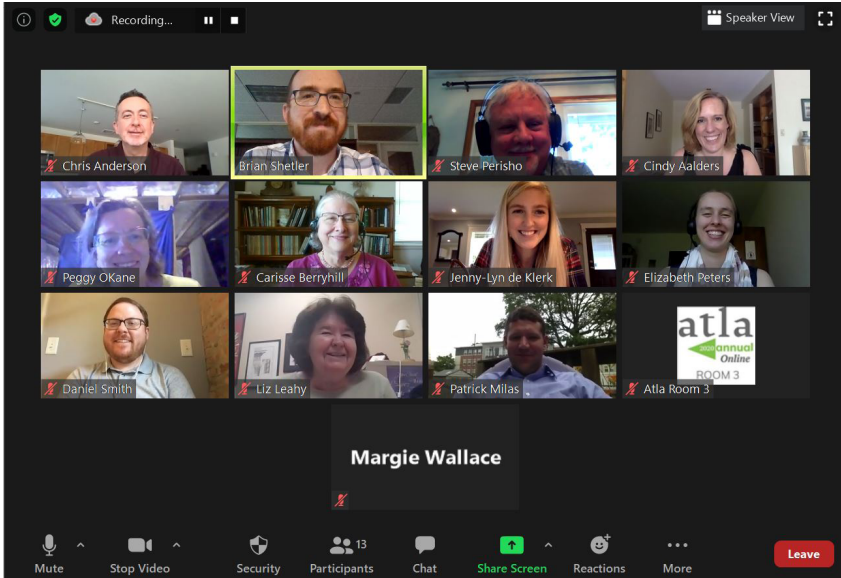 Recording...
Speaker View
Chris Anderson
Brian Shetler
Steve Perisho
Cindy Aalders
Peggy OKane
Carisse Berryhill
Jenny-Lyn de Klerk
Elizabeth Peters
atla
2020 annual
Online
ROOM 3
Daniel Smith
Liz Leahy
Patrick Milas
Atla Room 3
Margie Wallace
13
Mute
Stop Video
Security
Participants
Chat
Share Screen
Reactions
More
Leave